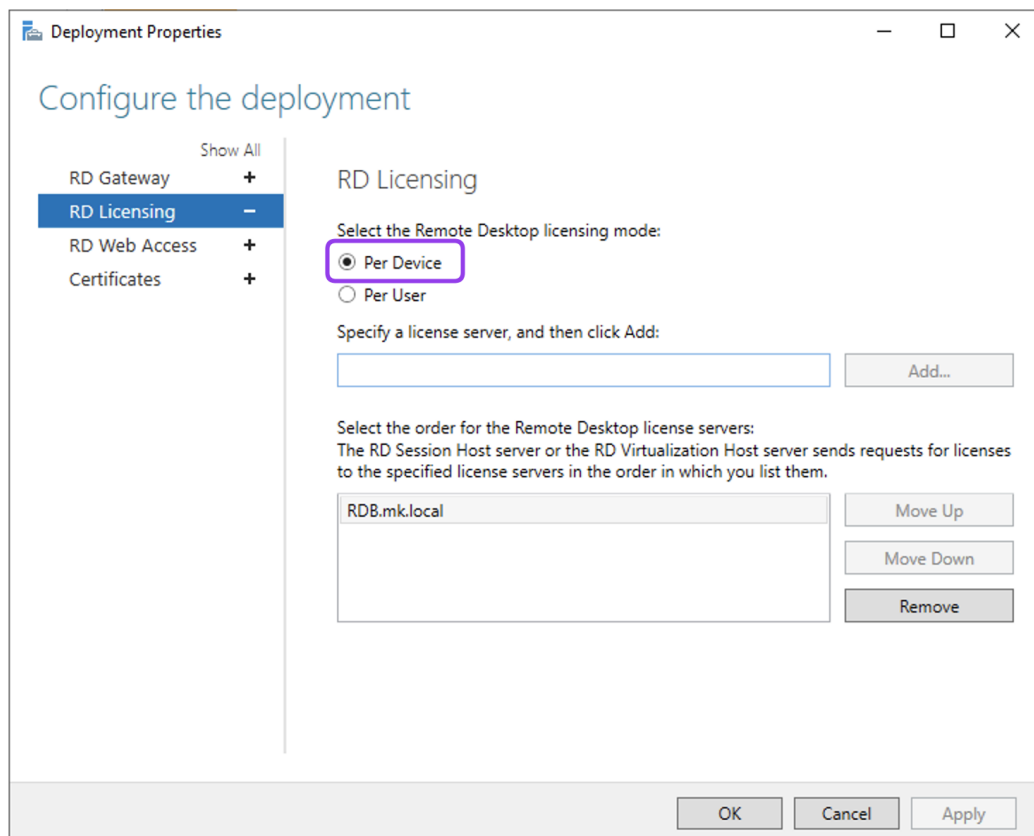 Deployment Properties
Configure the deployment
Show All
RD Gateway +
RD Licensing –
RD Web Access +
Certificates +
RD Licensing
Select the Remote Desktop licensing mode:
Per Device
Per User
Specify a license server, and then click Add:
Add...
Select the order for the Remote Desktop license servers:
The RD Session Host server or the RD Virtualization Host server sends requests for licenses
to the specified license servers in the order in which you list them.
RDB.mk.local
Move Up
Move Down
Remove
OK
Cancel
Apply